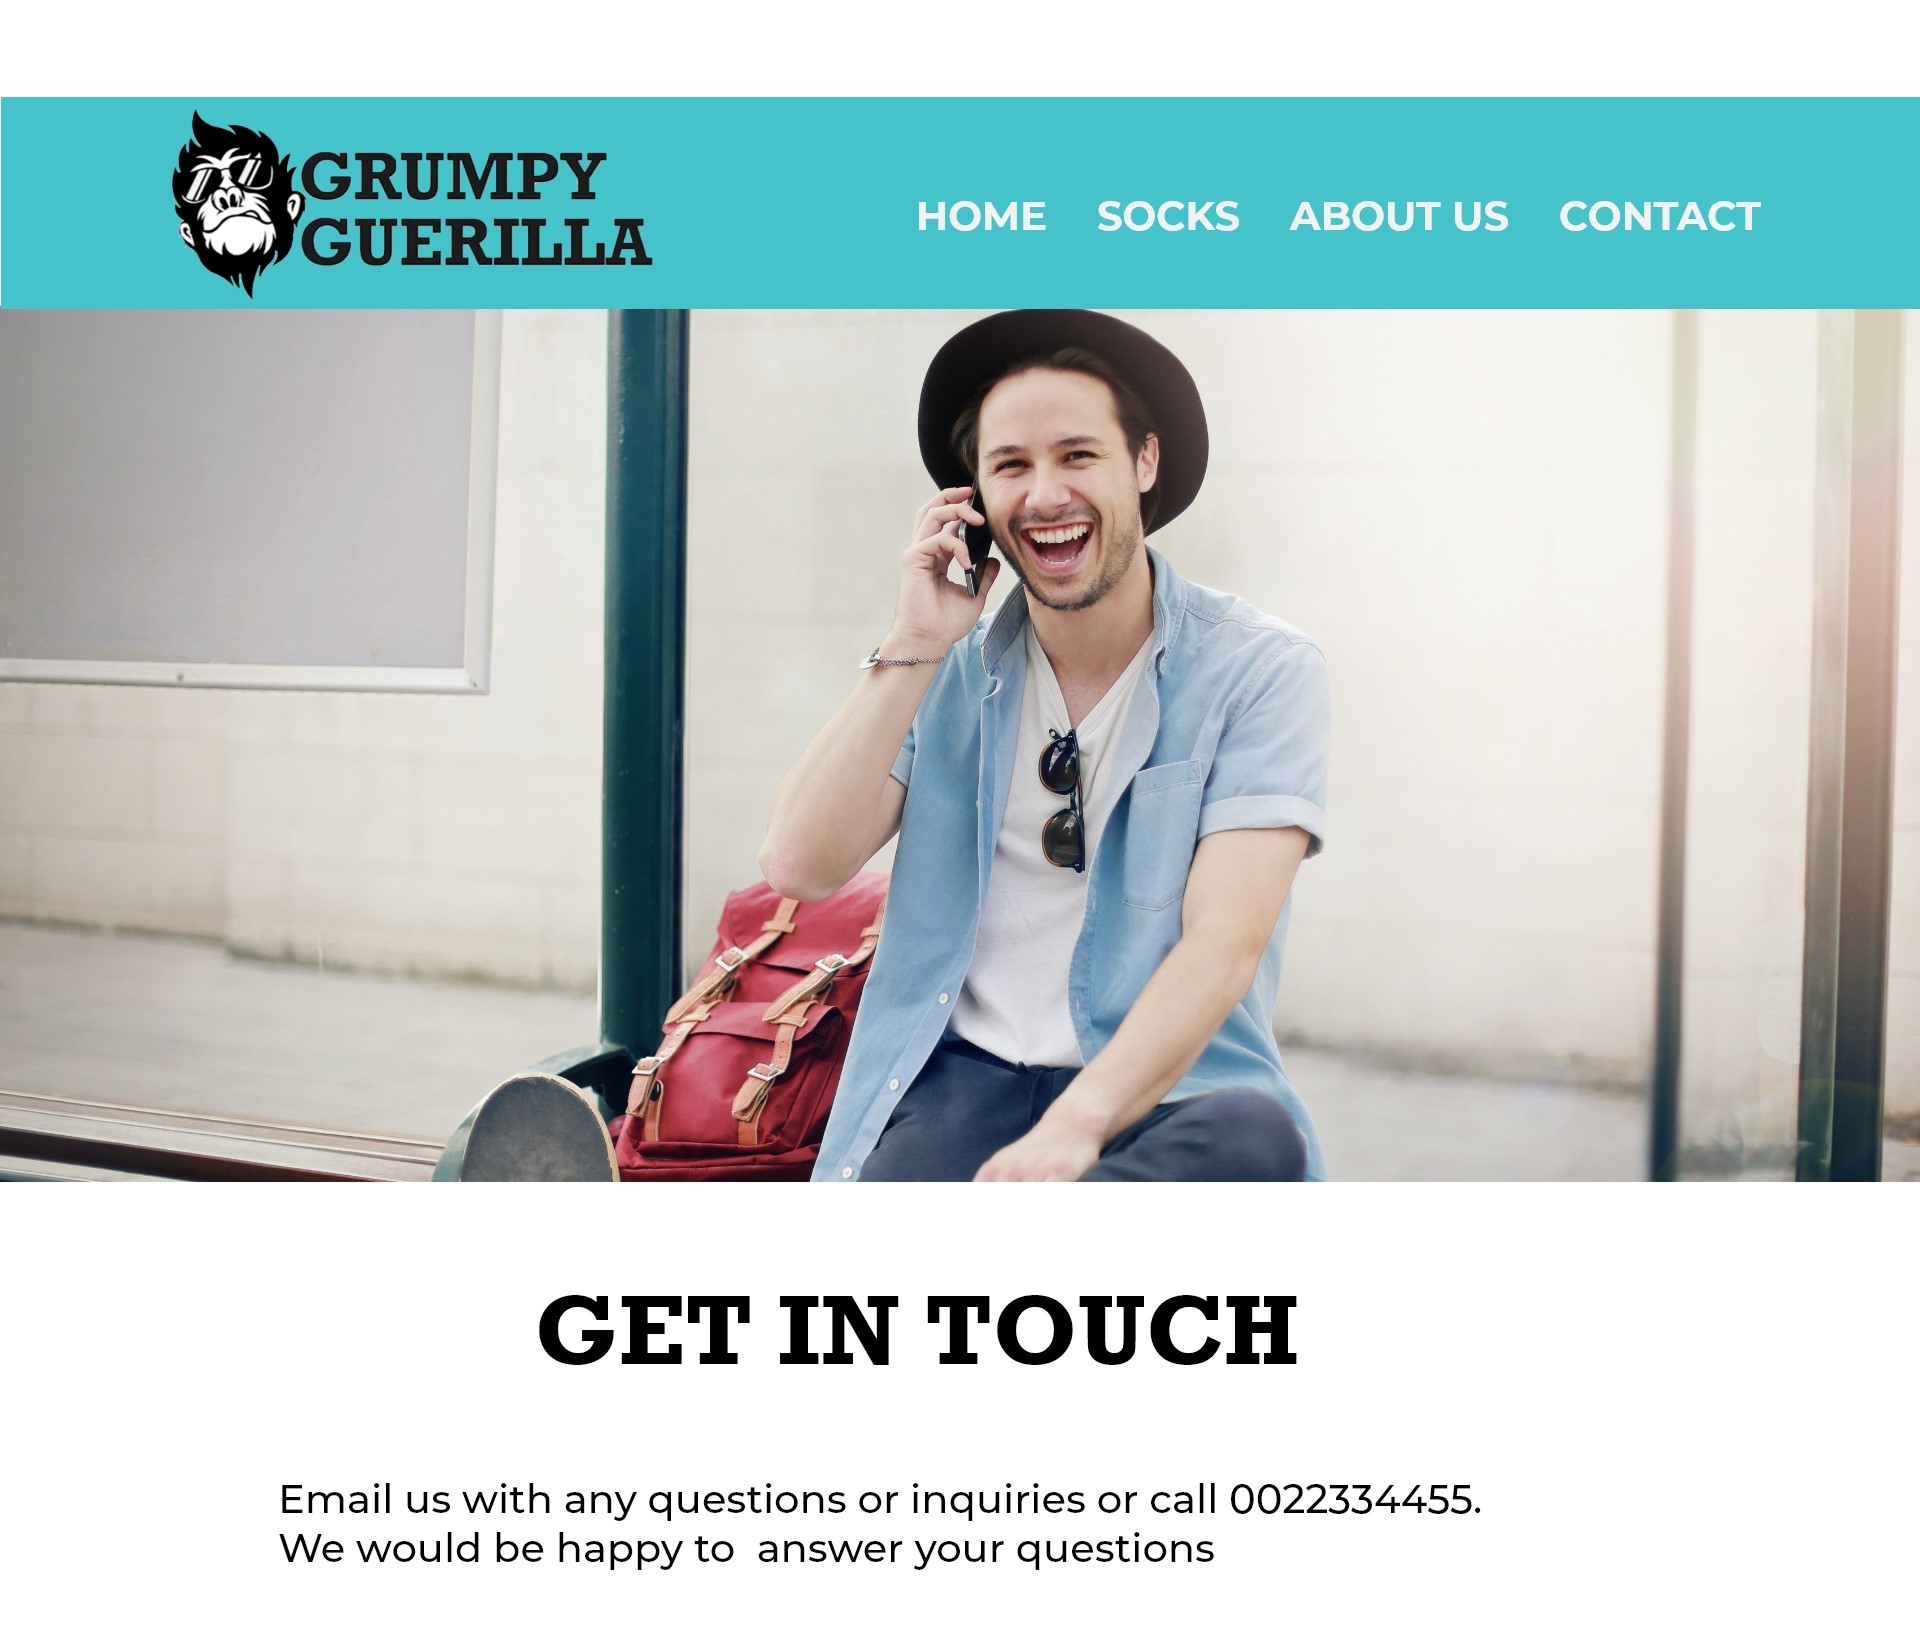 GRUMPY
GUERILLA
HOME SOCKS ABOUT US CONTACT
GET IN TOUCH
Email us with any questions or inquiries or call 0022334455.
We would be happy to  answer your questions